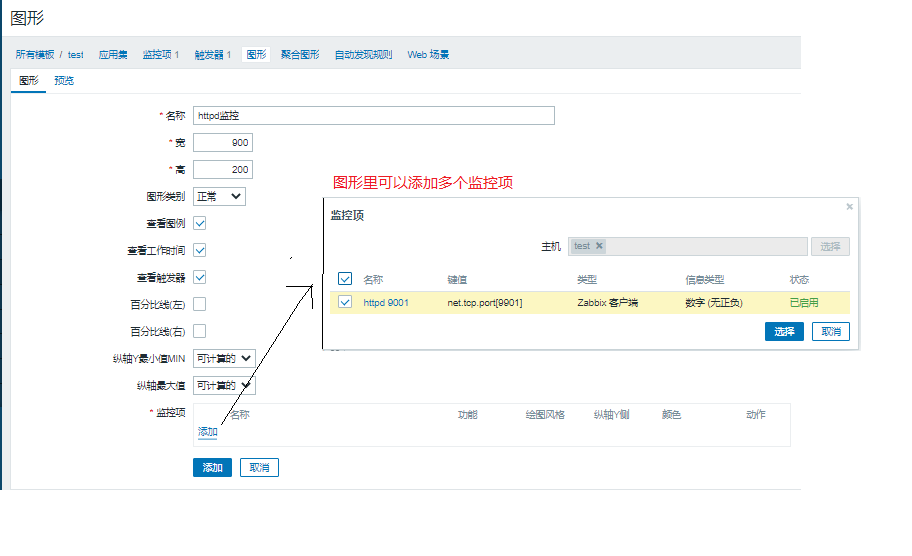 图形
所有模板 / test 应用集 监控项 1 触发器 1 图形 聚合图形 自动发现规则 Web 场景
图形 预览
* 名称 httpd监控
* 宽 900
* 高 200
图形类别 正常
查看图例
查看工作时间
查看触发器
百分比线(左)
百分比线(右)
纵轴Y最小值MIN 可计算的
纵轴最大值 可计算的
* 监控项 名称 功能 绘图风格 纵轴Y侧 颜色 动作
添加
添加 取消
图形里可以添加多个监控项
监控项
主机 test 选择
名称 键值 类型 信息类型 状态
httpd 9001 net.tcp.port[9901] Zabbix 客户端 数字 (无正负) 已启用
选择 取消